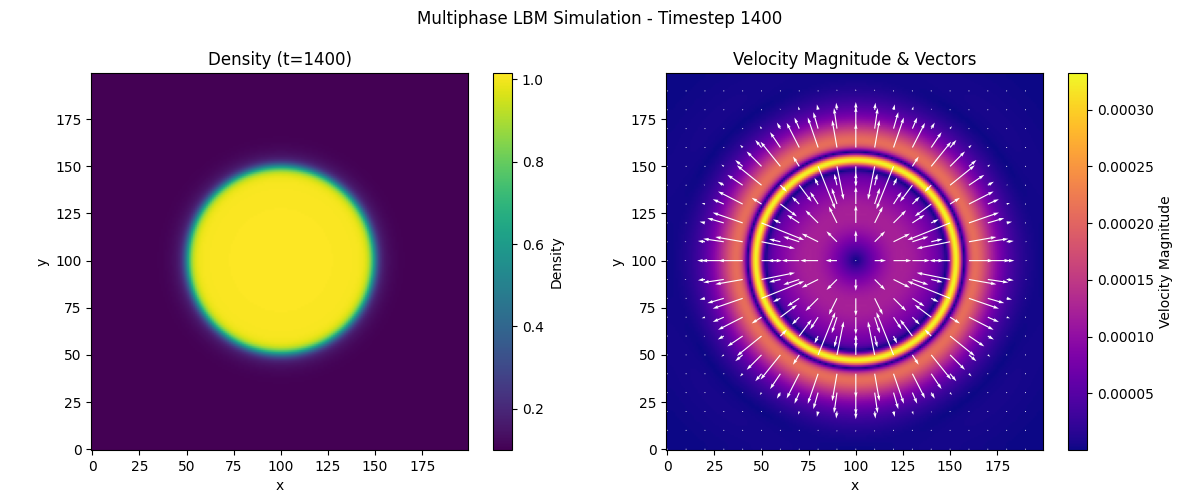 Multiphase LBM Simulation - Timestep 1400
Density (t=1400)
175
150
125
100
75
50
25
0
y
0 25 50 75 100 125 150 175
x
1.0
0.8
0.6
0.4
0.2
Density
Velocity Magnitude & Vectors
175
150
125
100
75
50
25
0
y
0 25 50 75 100 125 150 175
x
0.00030
0.00025
0.00020
0.00015
0.00010
0.00005
Velocity Magnitude